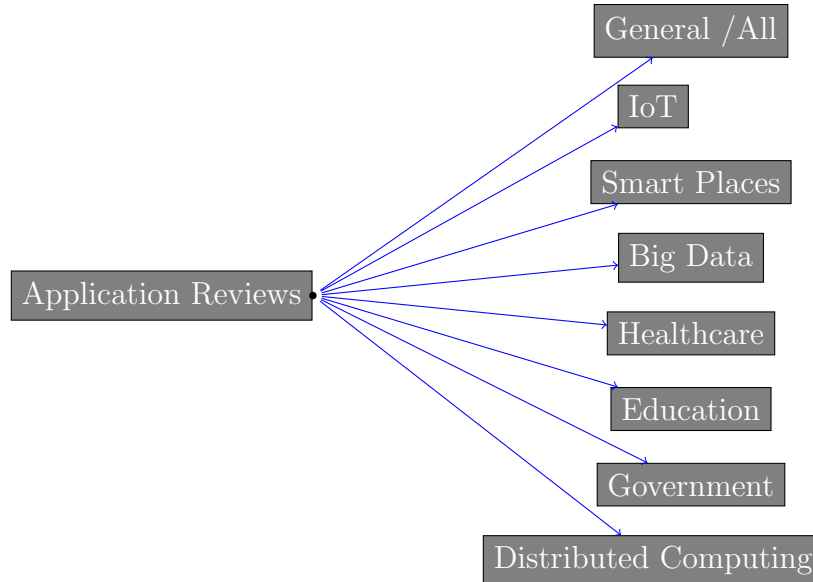 General /All
IoT
Smart Places
Big Data
Application Reviews
Healthcare
Education
Government
Distributed Computing